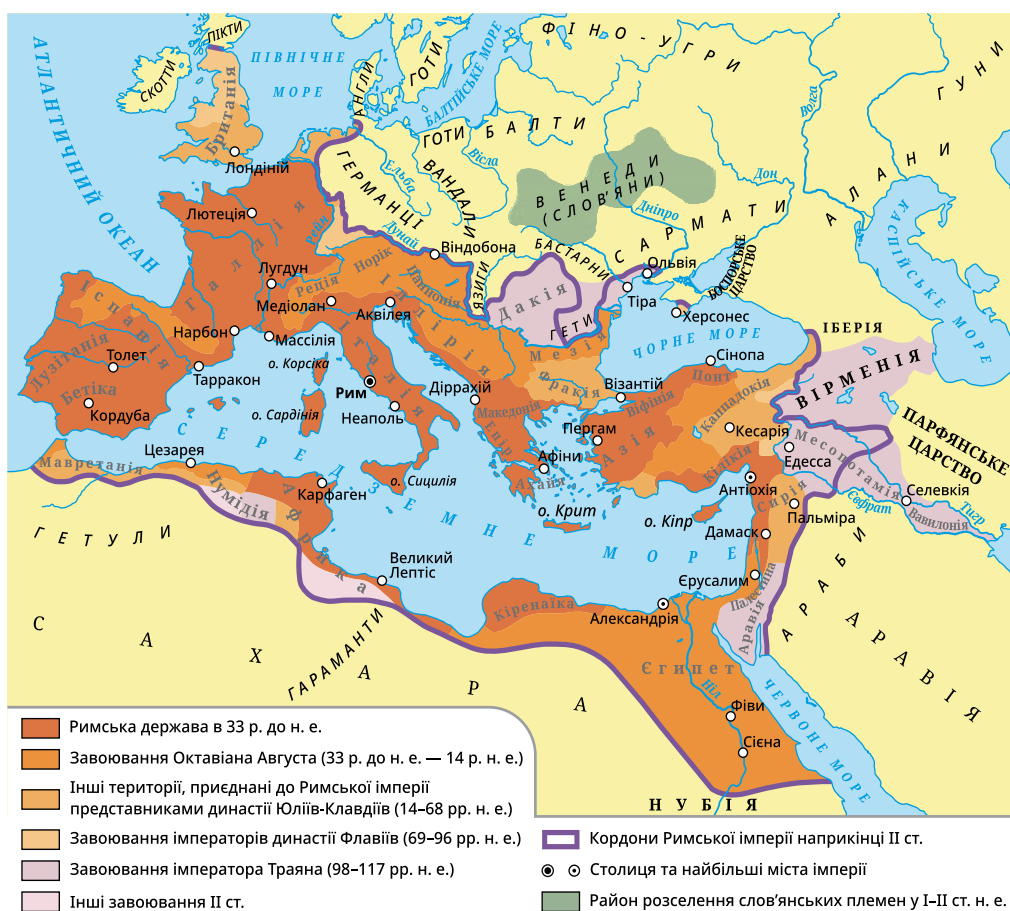 АТЛАНТИЧНИЙ ОКЕАН
ПІКТИ
СКОТТИ
Британія
Лондіній
ПІВНІЧНЕ
МОРЕ
АНГЛИ
ГОТИ
БАЛТІЙСЬКЕ МОРЕ
ФІНО-УГРИ
ГУНИ
Волга
ГОТИ
БАЛТИ
Вісла
ГЕРМАНЦІ
Ельба
ВАНДАЛИ
ВЕНЕДИ
(СЛОВ’ЯНИ)
Дніпро
Дон
САРМАТИ
АЛАНИ
КАСПІЙСЬКЕ МОРЕ
Лютеція
Рейн
Галлія
Дунай
Віндобона
БАСТАРНИ
Ольвія
БОСПОРСЬКЕ
ЦАРСТВО
Лугдун
Реція
Норік
Паннонія
ЯЗИГИ
Дакія
ГЕТИ
Тіра
Херсонес
Медіолан
Аквілея
Іллірія
Мезія
ЧОРНЕ МОРЕ
ІБЕРІЯ
Іспанія
Нарбон
Массілія
Італія
Лузітанія
Толет
Тарракон
о. Корсіка
Рим
Діррахій
Фракія
Візантій
Сінопа
Понт
ВІРМЕНІЯ
Бетіка
Кордуба
о. Сардінія
Неаполь
Македонія
Віфінія
Каппадокія
Епір
Пергам
Азія
Кесарія
ПАРФЯНСЬКЕ
ЦАРСТВО
СЕРЕДЗЕМНЕ МОРЕ
Цезарея
Мавретанія
Нумідія
Африка
Карфаген
о. Сицилія
Афіни
Ахайя
Кілікія
Едесса
Месопотамія
Антіохія
Сирія
Селевкія
Тигр
Євфрат
Вавилонія
о. Крит
о. Кіпр
Пальміра
Дамаск
ГЕТУЛИ
Великий
Лептіс
Єрусалим
Палестина
Аравія
АРАБИ
АРАВІЯ
Кіренаїка
Александрія
САХАРА
ГАРАМАНТИ
Єгипет
Ніл
Фіви
Сієна
ЧЕРВОНЕ МОРЕ
НУБІЯ
Римська держава в 33 р. до н. е.
Завоювання Октавіана Августа (33 р. до н. е. — 14 р. н. е.)
Інші території, приєднані до Римської імперії
представниками династії Юліїв-Клавдіїв (14–68 рр. н. е.)
Завоювання імператорів династії Флавіїв (69–96 рр. н. е.)
Завоювання імператора Траяна (98–117 рр. н. е.)
Інші завоювання II ст.
Кордони Римської імперії наприкінці II ст.
Столиця та найбільші міста імперії
Район розселення слов’янських племен у I–II ст. н. е.